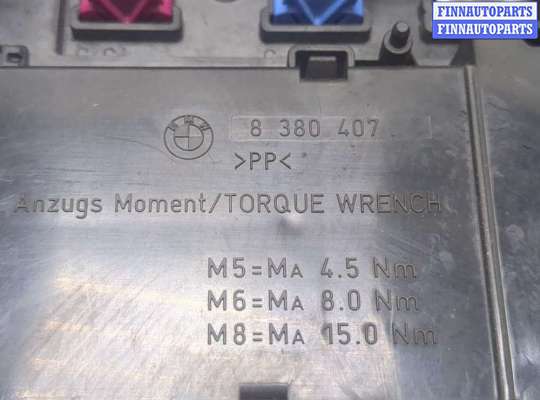 FINNAUTOPARTS
FINNAUTOPARTS
BMW
8 380 407
>PP<
Anzugs Moment/TORQUE WRENCH
M5=MA 4.5 Nm
M6=MA 8.0 Nm
M8=MA 15.0 Nm